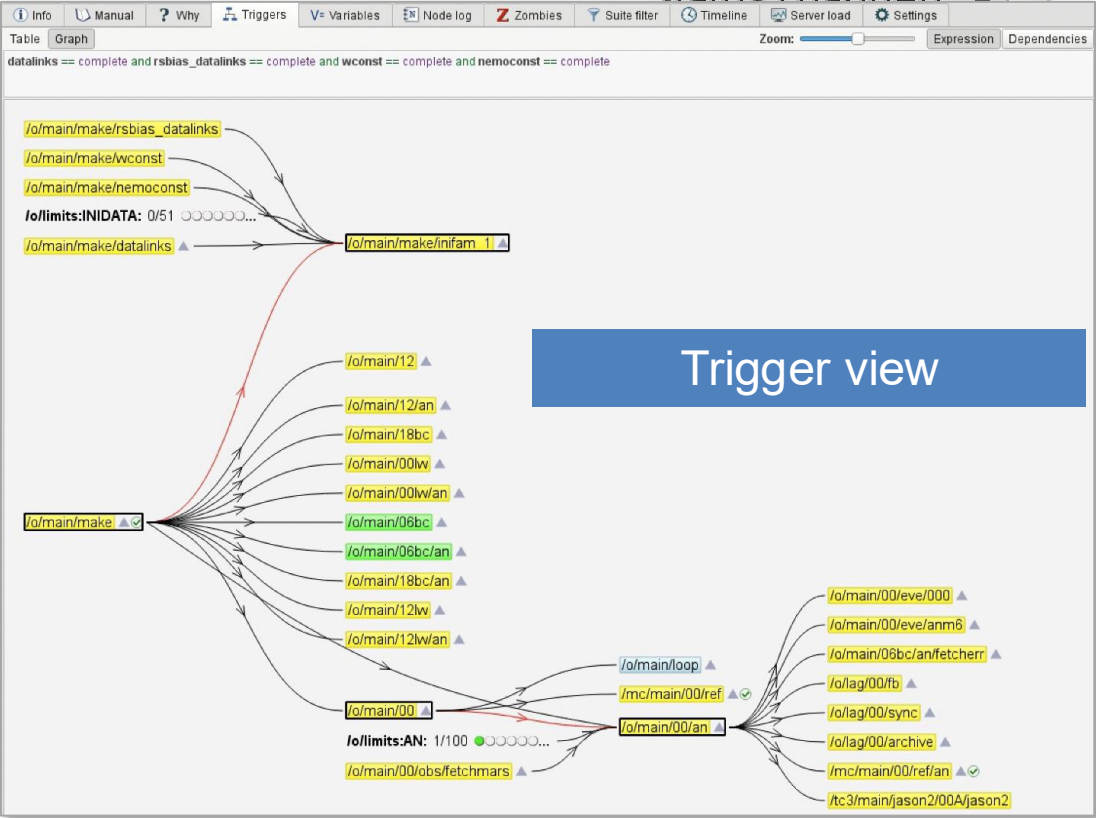 Info Manual ? Why Triggers V= Variables Node log Z Zombies Suite filter Timeline Server load Settings
Table Graph Zoom: Expression Dependencies
datalinks == complete and rsbias_datalinks == complete and wconst == complete and nemoconst == complete
/o/main/make/rsbias_datalinks
/o/main/make/wconst
/o/main/make/nemoconst
/o/limits:INIDATA: 0/51 ...
/o/main/make/datalinks
/o/main/make/inifam_1
/o/main/12
Trigger view
/o/main/12/an
/o/main/18bc
/o/main/00lw
/o/main/00lw/an
/o/main/make
/o/main/06bc
/o/main/06bc/an
/o/main/18bc/an
/o/main/12lw
/o/main/12lw/an
/o/main/00
/o/limits:AN: 1/100 ...
/o/main/00/obs/fetchmars
/o/main/loop
/mc/main/00/ref
/o/main/00/an
/o/main/00/eve/000
/o/main/00/eve/anm6
/o/main/06bc/an/fetcherr
/o/lag/00/fb
/o/lag/00/sync
/o/lag/00/archive
/mc/main/00/ref/an
/tc3/main/jason2/00A/jason2